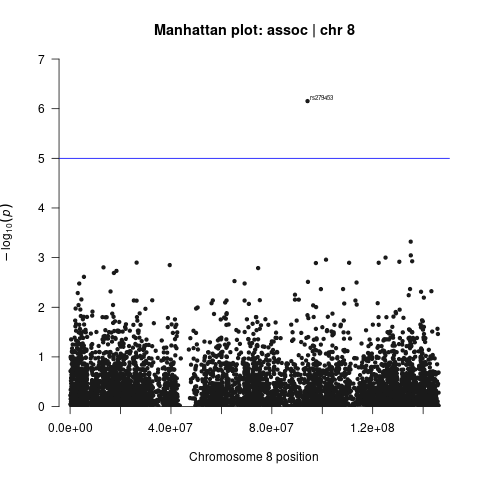 Manhattan plot: assoc | chr 8
7
6
rs279453
5
4
3
2
1
0
−log10(p)
0.0e+00 4.0e+07 8.0e+07 1.2e+08
Chromosome 8 position